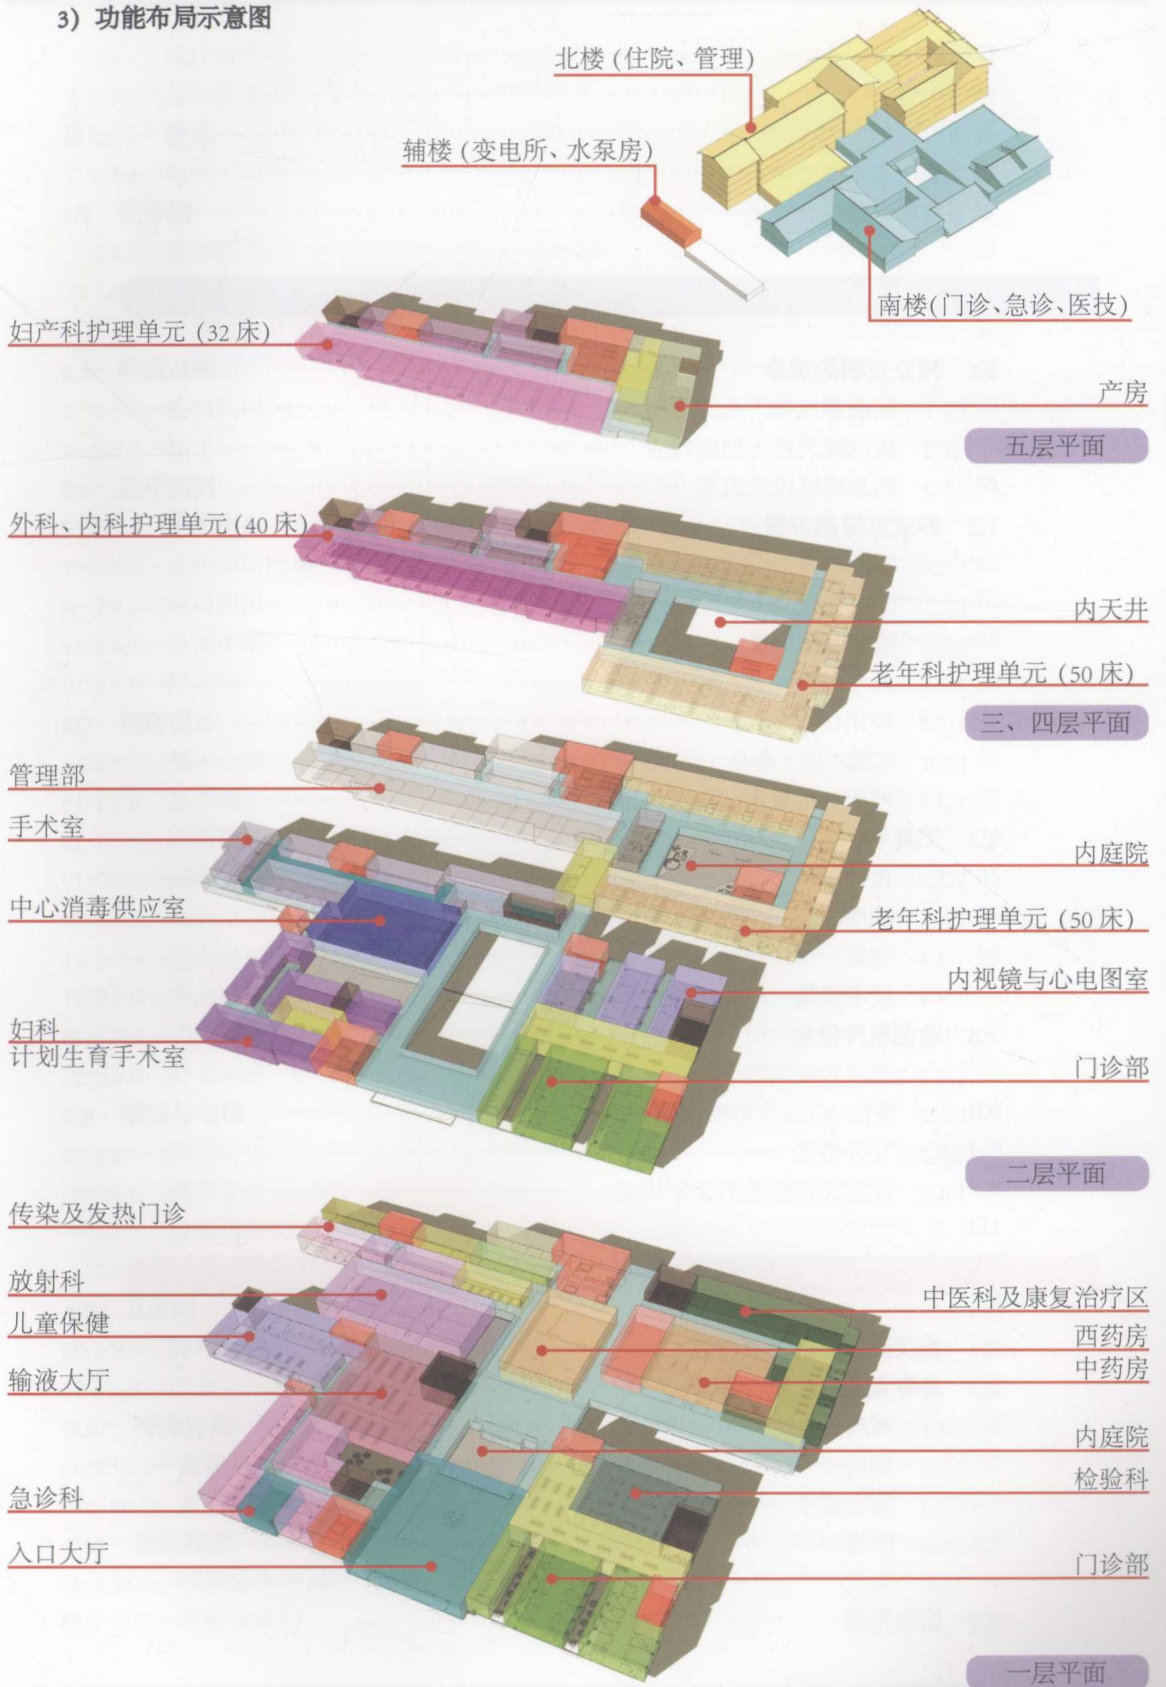 3）功能布局示意图
北楼（住院、管理）
辅楼（变电所、水泵房）
南楼（门诊、急诊、医技）
妇产科护理单元（32床）
产房
五层平面
外科、内科护理单元（40床）
内天井
老年科护理单元（50床）
三、四层平面
管理部
手术室
内庭院
中心消毒供应室
老年科护理单元（50床）
内视镜与心电图室
妇科
计划生育手术室
门诊部
二层平面
传染及发热门诊
放射科
中医科及康复治疗区
儿童保健
西药房
中药房
输液大厅
内庭院
检验科
急诊科
入口大厅
门诊部
一层平面